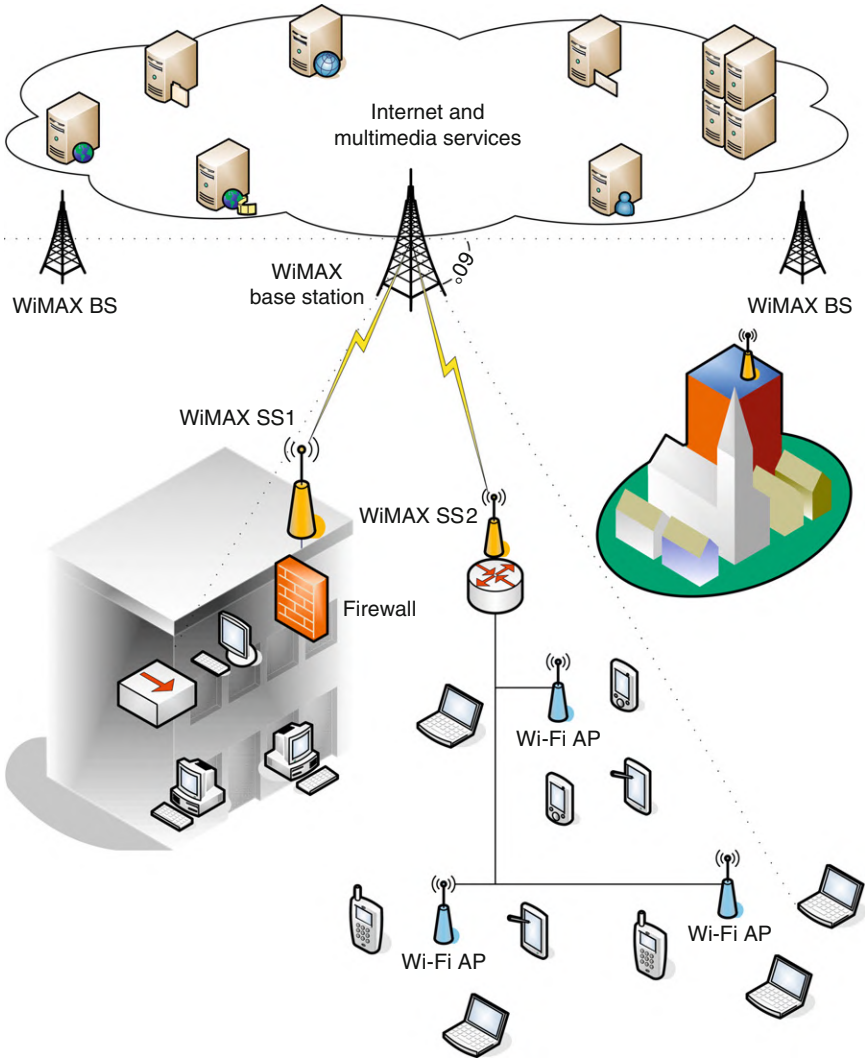 Internet and
multimedia services
60°
WiMAX
base station
WiMAX BS
WiMAX BS
WiMAX SS1
WiMAX SS2
Firewall
Wi-Fi AP
Wi-Fi AP
Wi-Fi AP